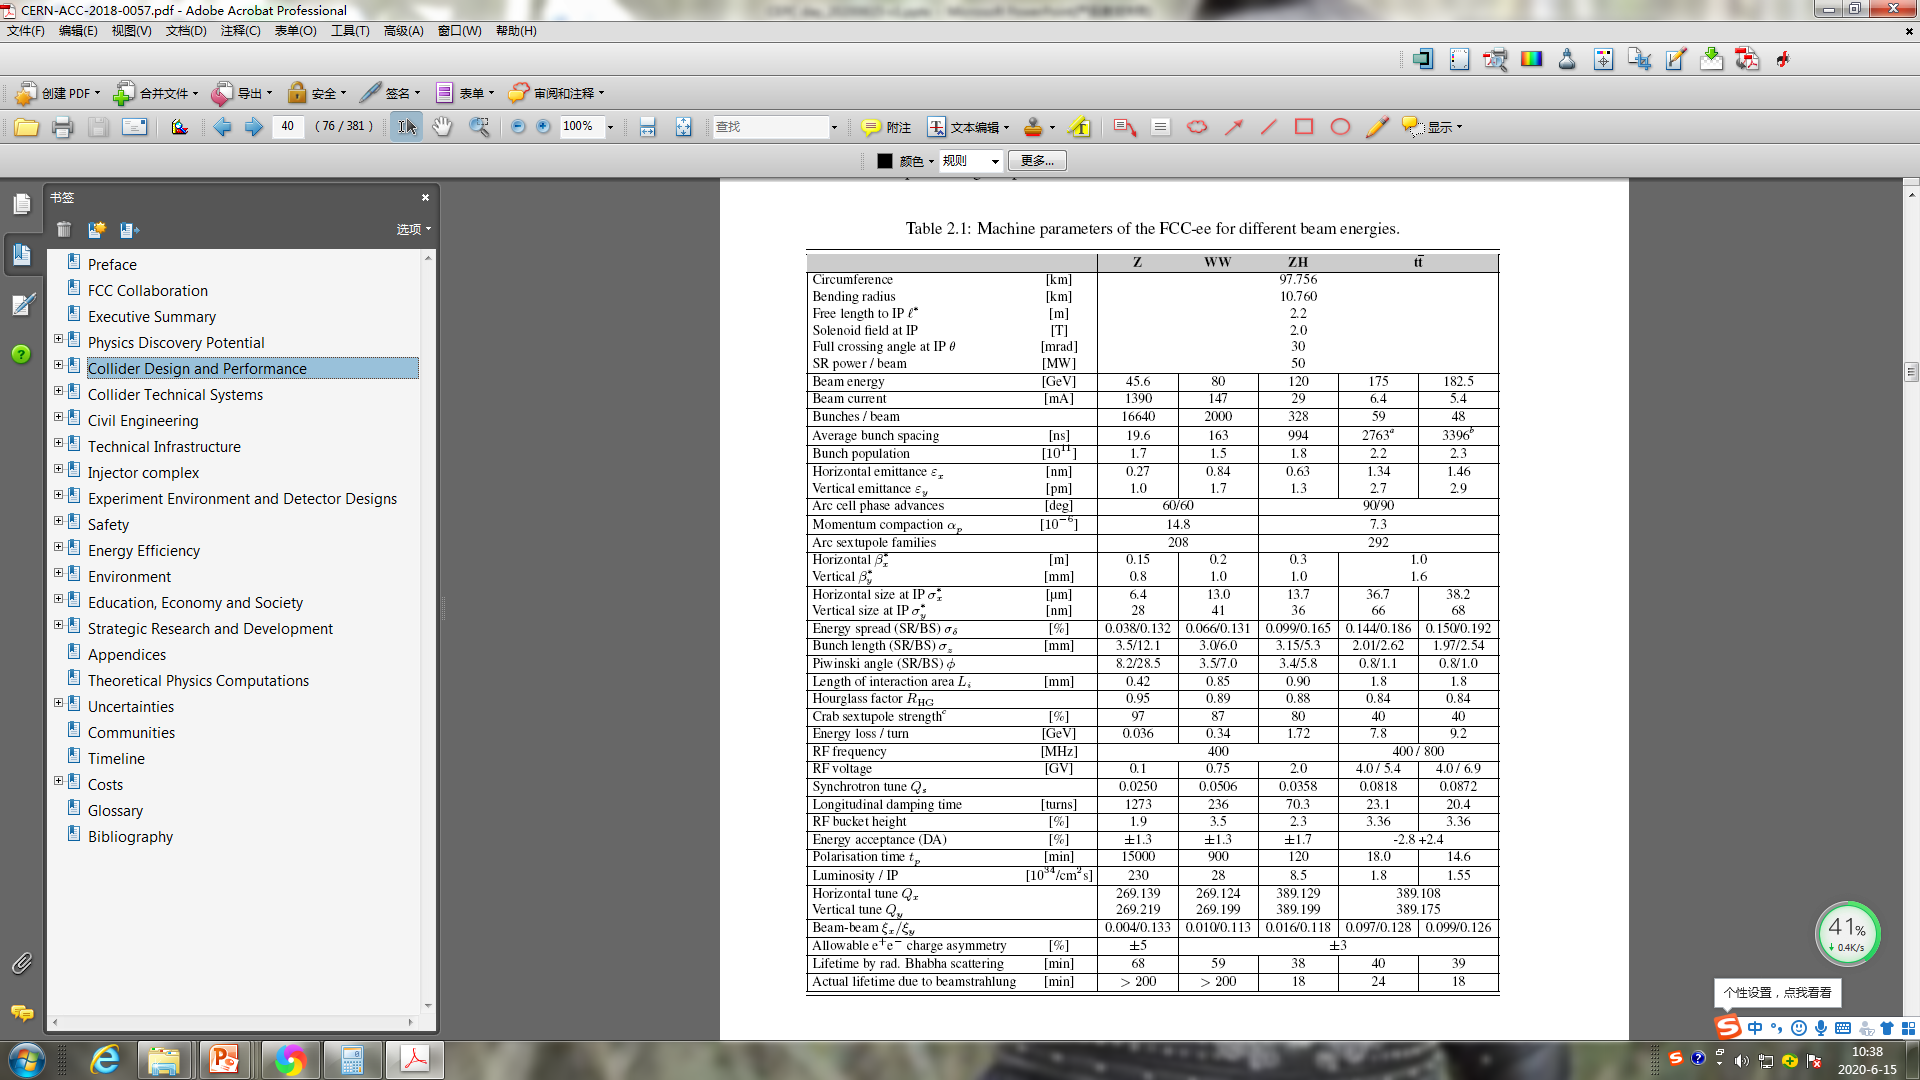 CERN-ACC-2018-0057.pdf - Adobe Acrobat Professional
文件(F) 编辑(E) 视图(V) 文档(D) 注释(C) 表单(O) 工具(T) 高级(A) 窗口(W) 帮助(H)
创建 PDF 合并文件 导出 安全 签名 表单 审阅和注释
40 (76 / 381) 100% 查找 附注 文本编辑 显示
颜色 规则 更多...
书签
选项
Preface
FCC Collaboration
Executive Summary
Physics Discovery Potential
Collider Design and Performance
Collider Technical Systems
Civil Engineering
Technical Infrastructure
Injector complex
Experiment Environment and Detector Designs
Safety
Energy Efficiency
Environment
Education, Economy and Society
Strategic Research and Development
Appendices
Theoretical Physics Computations
Uncertainties
Communities
Timeline
Costs
Glossary
Bibliography
Table 2.1: Machine parameters of the FCC-ee for different beam energies.
Z WW ZH tt̄
Circumference [km] 97.756
Bending radius [km] 10.760
Free length to IP ℓ* [m] 2.2
Solenoid field at IP [T] 2.0
Full crossing angle at IP θ [mrad] 30
SR power / beam [MW] 50
Beam energy [GeV] 45.6 80 120 175 182.5
Beam current [mA] 1390 147 29 6.4 5.4
Bunches / beam 16640 2000 328 59 48
Average bunch spacing [ns] 19.6 163 994 2763ᵃ 3396ᵇ
Bunch population [10¹¹] 1.7 1.5 1.8 2.2 2.3
Horizontal emittance εₓ [nm] 0.27 0.84 0.63 1.34 1.46
Vertical emittance ε_y [pm] 1.0 1.7 1.3 2.7 2.9
Arc cell phase advances [deg] 60/60 90/90
Momentum compaction α_p [10⁻⁶] 14.8 7.3
Arc sextupole families 208 292
Horizontal β*ₓ [m] 0.15 0.2 0.3 1.0
Vertical β*_y [mm] 0.8 1.0 1.0 1.6
Horizontal size at IP σ*ₓ [μm] 6.4 13.0 13.7 36.7 38.2
Vertical size at IP σ*_y [nm] 28 41 36 66 68
Energy spread (SR/BS) σ_δ [%] 0.038/0.132 0.066/0.131 0.099/0.165 0.144/0.186 0.150/0.192
Bunch length (SR/BS) σ_z [mm] 3.5/12.1 3.0/6.0 3.15/5.3 2.01/2.62 1.97/2.54
Piwinski angle (SR/BS) ϕ 8.2/28.5 3.5/7.0 3.4/5.8 0.8/1.1 0.8/1.0
Length of interaction area L_i [mm] 0.42 0.85 0.90 1.8 1.8
Hourglass factor R_HG 0.95 0.89 0.88 0.84 0.84
Crab sextupole strengthᶜ [%] 97 87 80 40 40
Energy loss / turn [GeV] 0.036 0.34 1.72 7.8 9.2
RF frequency [MHz] 400 400 / 800
RF voltage [GV] 0.1 0.75 2.0 4.0 / 5.4 4.0 / 6.9
Synchrotron tune Q_s 0.0250 0.0506 0.0358 0.0818 0.0872
Longitudinal damping time [turns] 1273 236 70.3 23.1 20.4
RF bucket height [%] 1.9 3.5 2.3 3.36 3.36
Energy acceptance (DA) [%] ±1.3 ±1.3 ±1.7 -2.8 +2.4
Polarisation time t_p [min] 15000 900 120 18.0 14.6
Luminosity / IP [10³⁴/cm²s] 230 28 8.5 1.8 1.55
Horizontal tune Qₓ 269.139 269.124 389.129 389.108
Vertical tune Q_y 269.219 269.199 389.199 389.175
Beam-beam ξₓ/ξ_y 0.004/0.133 0.010/0.113 0.016/0.118 0.097/0.128 0.099/0.126
Allowable e⁺e⁻ charge asymmetry [%] ±5 ±3
Lifetime by rad. Bhabha scattering [min] 68 59 38 40 39
Actual lifetime due to beamstrahlung [min] > 200 > 200 18 24 18
41%
↓ 0.4K/s
个性设置，点我看看
中
10:38
2020-6-15